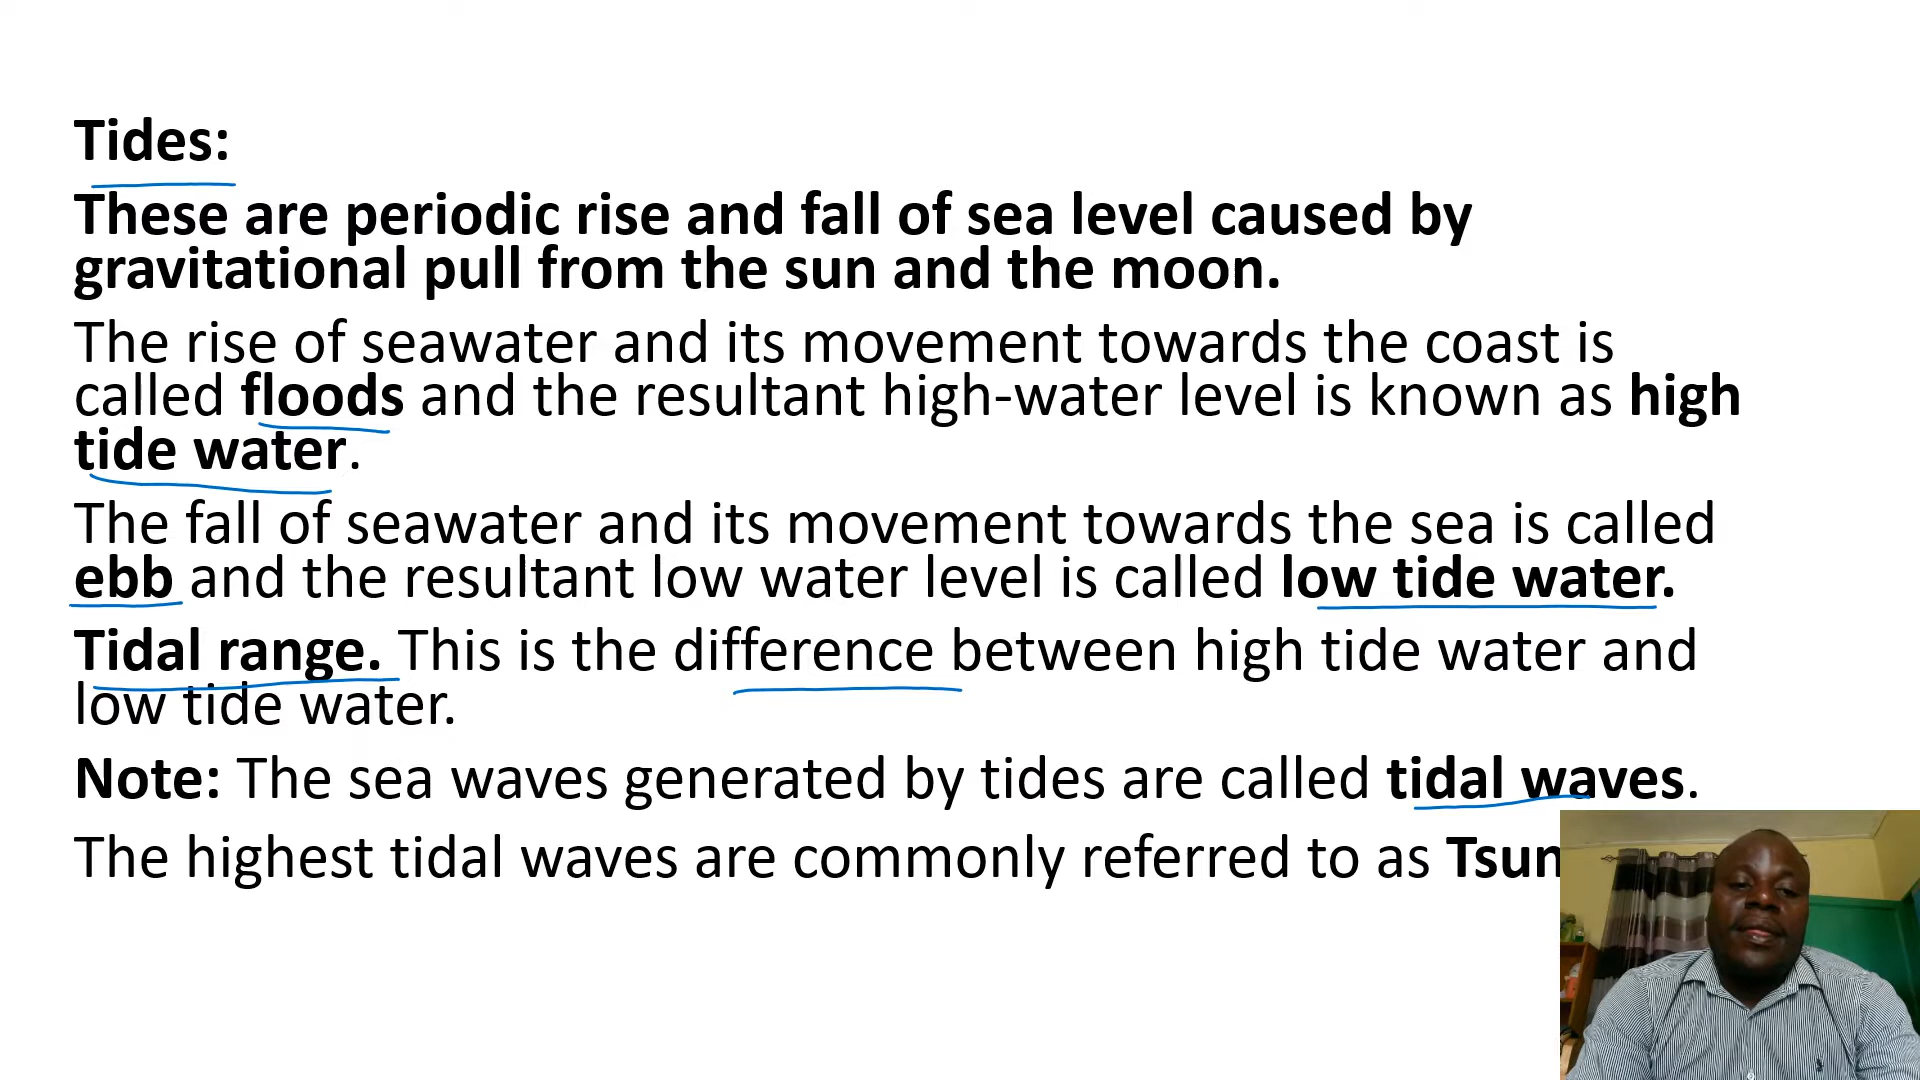 Tides:
These are periodic rise and fall of sea level caused by
gravitational pull from the sun and the moon.
The rise of seawater and its movement towards the coast is
called floods and the resultant high-water level is known as high
tide water.
The fall of seawater and its movement towards the sea is called
ebb and the resultant low water level is called low tide water.
Tidal range. This is the difference between high tide water and
low tide water.
Note: The sea waves generated by tides are called tidal waves.
The highest tidal waves are commonly referred to as